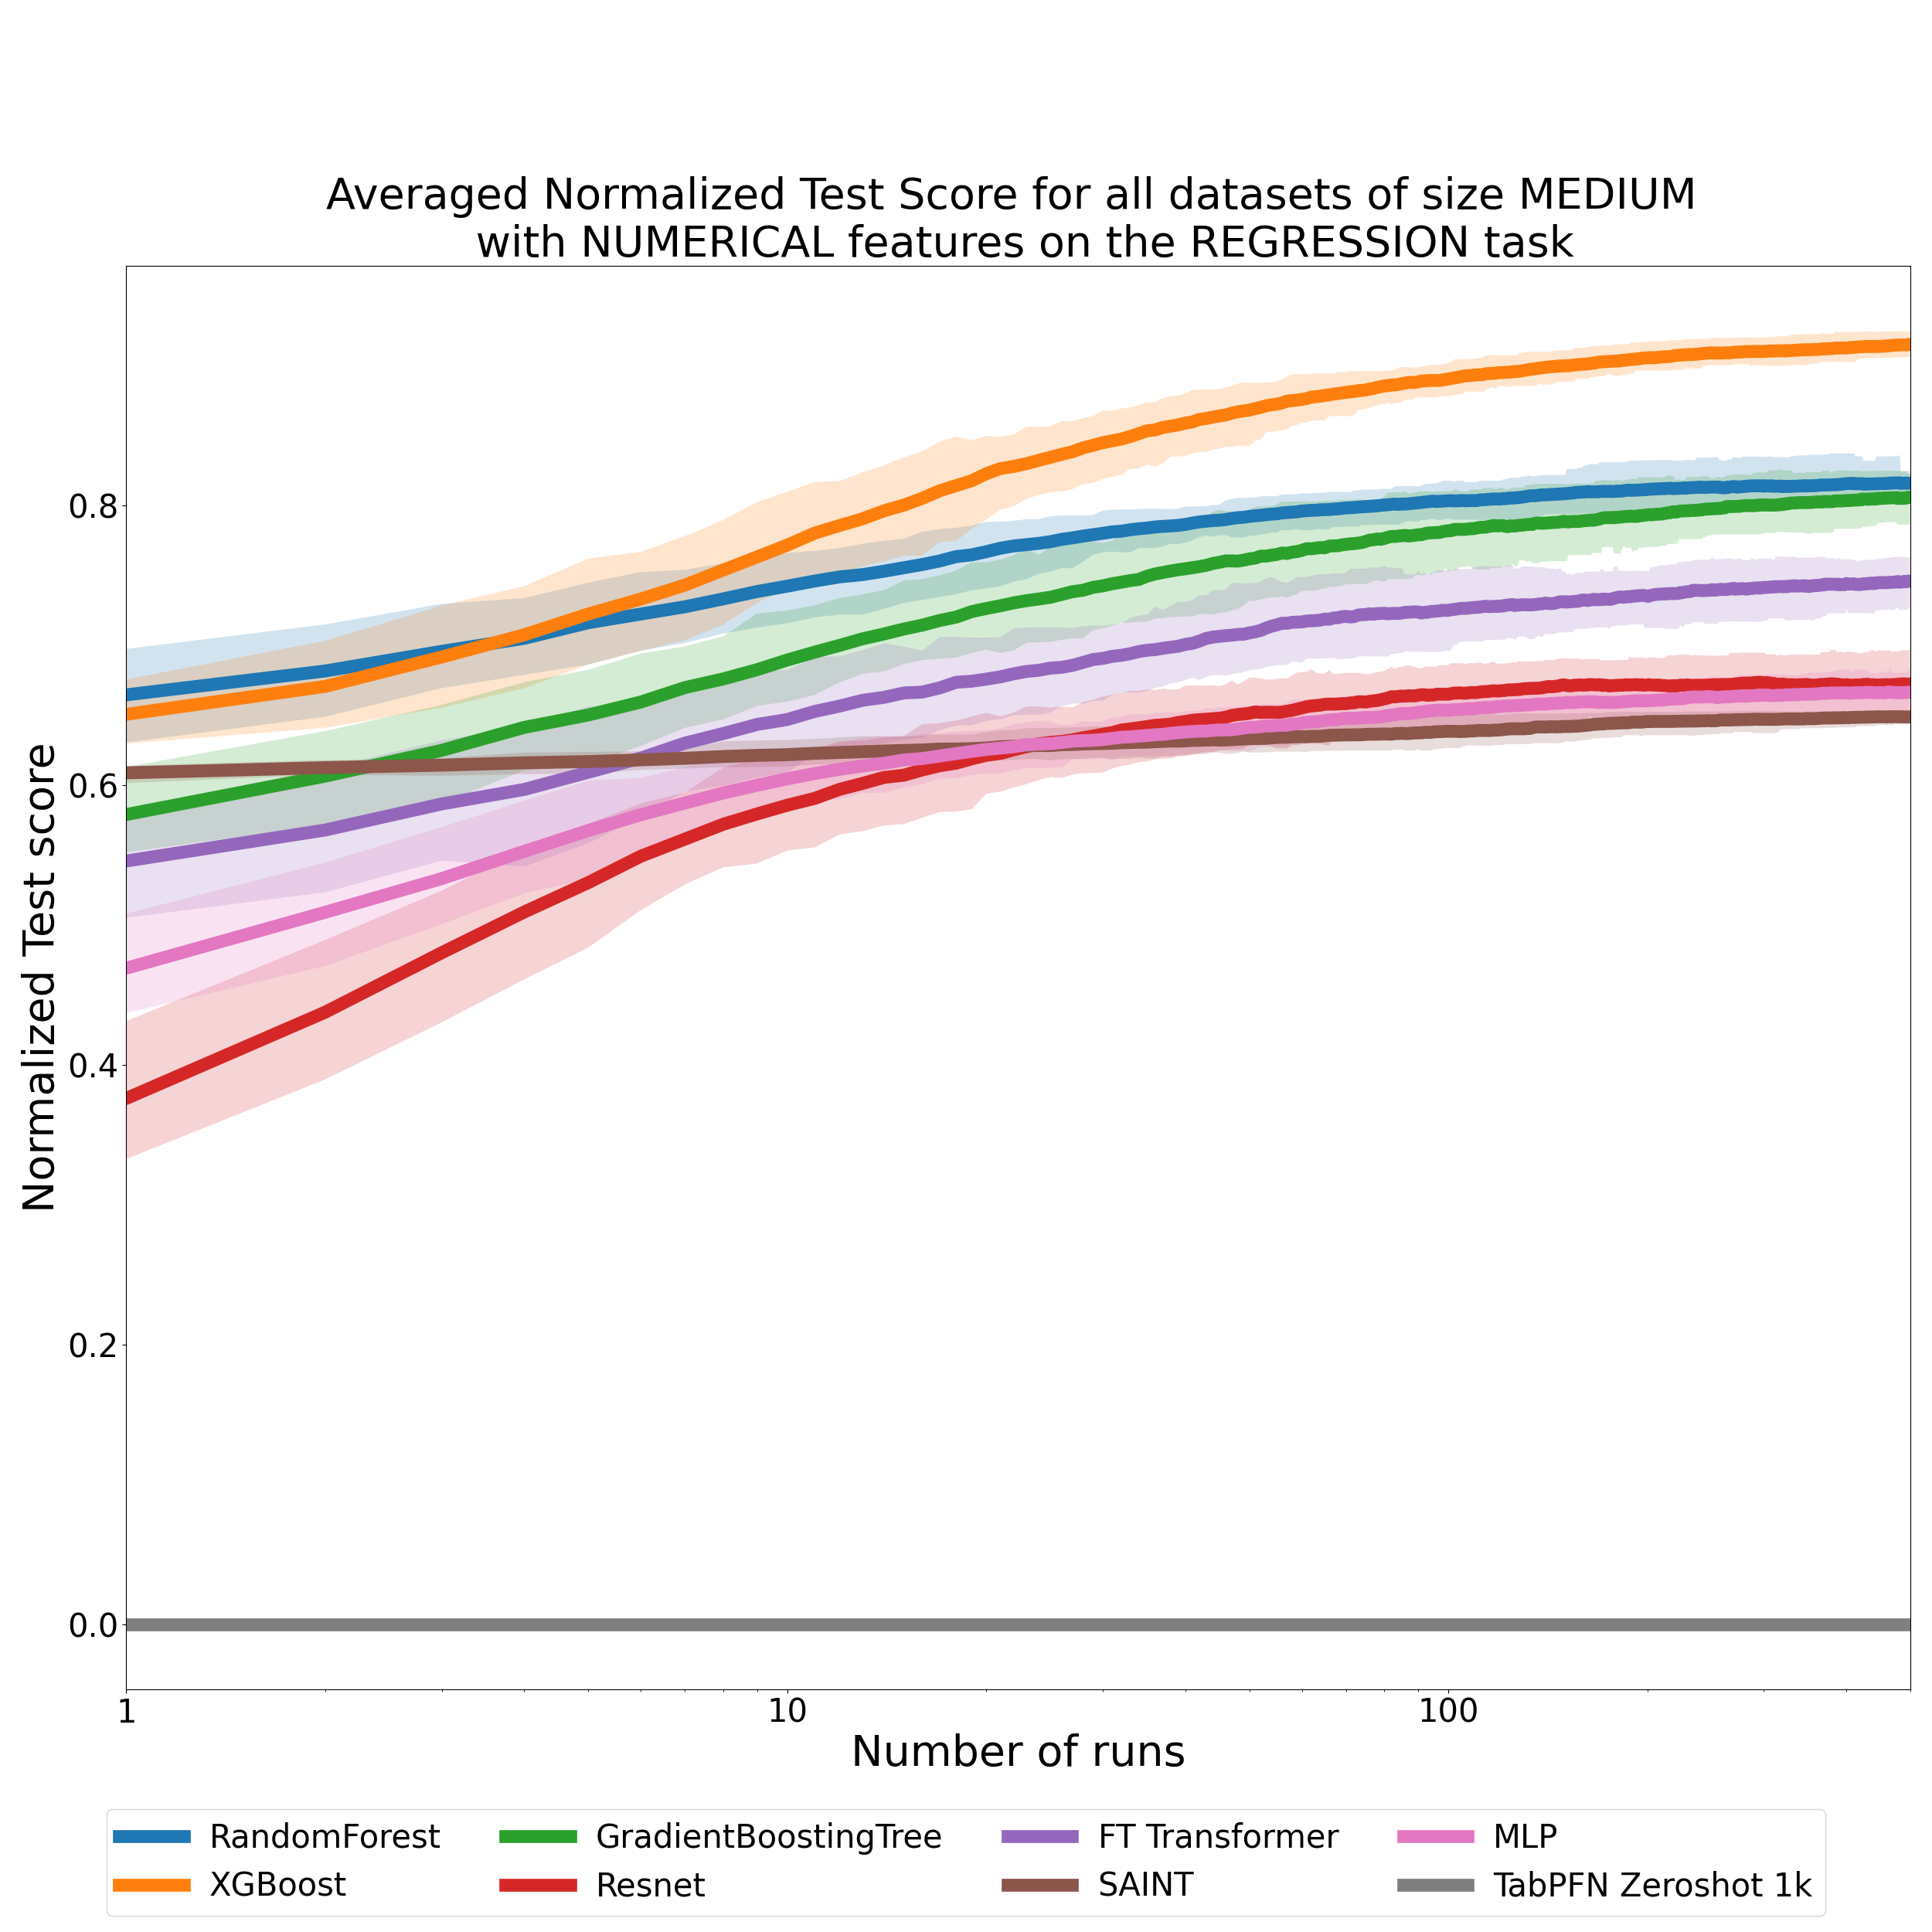 Averaged Normalized Test Score for all datasets of size MEDIUM
with NUMERICAL features on the REGRESSION task
Normalized Test score
0.8
0.6
0.4
0.2
0.0
1
10
100
Number of runs
RandomForest
XGBoost
GradientBoostingTree
Resnet
FT Transformer
SAINT
MLP
TabPFN Zeroshot 1k